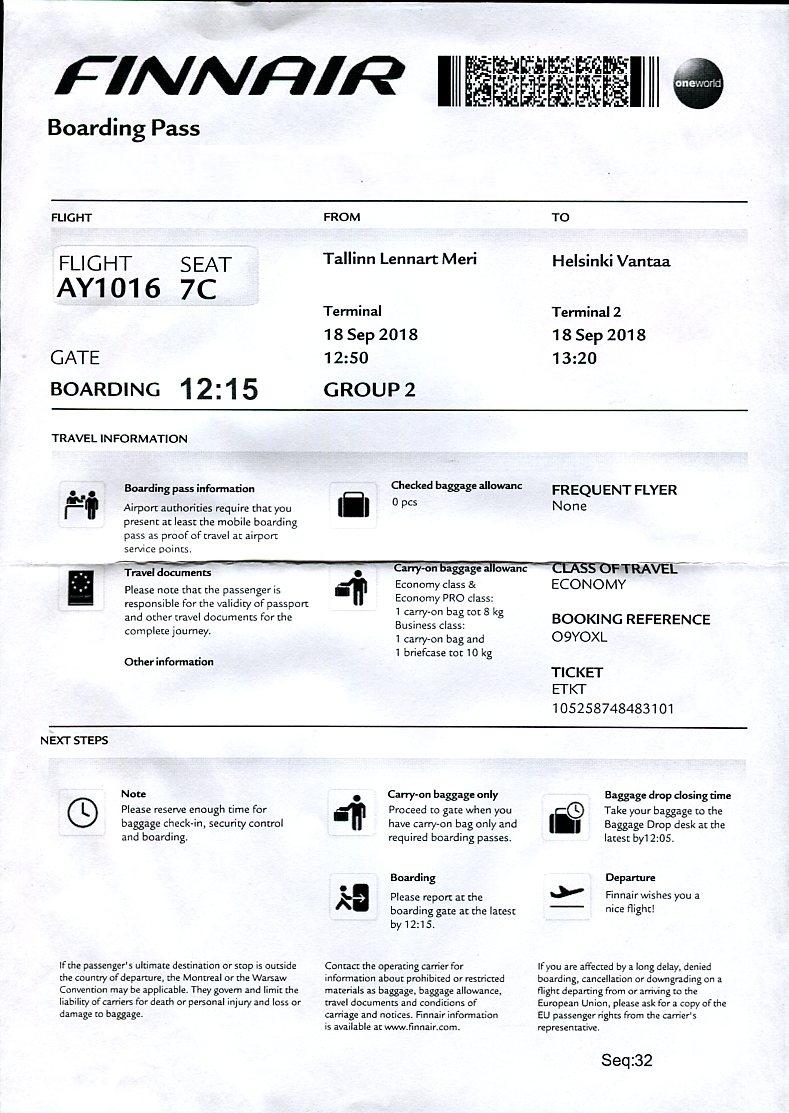 FINNAIR
oneworld
Boarding Pass
FLIGHT FROM TO
FLIGHT SEAT
AY1016 7C
Tallinn Lennart Meri
Helsinki Vantaa
Terminal
18 Sep 2018
12:50
Terminal 2
18 Sep 2018
13:20
GATE
BOARDING 12:15 GROUP 2
TRAVEL INFORMATION
Boarding pass information
Airport authorities require that you
present at least the mobile boarding
pass as proof of travel at airport
service points.
Checked baggage allowanc
0 pcs
FREQUENT FLYER
None
Travel documents
Please note that the passenger is
responsible for the validity of passport
and other travel documents for the
complete journey.
Other information
Carry-on baggage allowanc
Economy class &
Economy PRO class:
1 carry-on bag tot 8 kg
Business class:
1 carry-on bag and
1 briefcase tot 10 kg
CLASS OF TRAVEL
ECONOMY
BOOKING REFERENCE
O9YOXL
TICKET
ETKT
105258748483101
NEXT STEPS
Note
Please reserve enough time for
baggage check-in, security control
and boarding.
Carry-on baggage only
Proceed to gate when you
have carry-on bag only and
required boarding passes.
Baggage drop closing time
Take your baggage to the
Baggage Drop desk at the
latest by12:05.
Boarding
Please report at the
boarding gate at the latest
by 12:15.
Departure
Finnair wishes you a
nice flight!
If the passenger's ultimate destination or stop is outside
the country of departure, the Montreal or the Warsaw
Convention may be applicable. They govern and limit the
liability of carriers for death or personal injury and loss or
damage to baggage.
Contact the operating carrier for
information about prohibited or restricted
materials as baggage, baggage allowance,
travel documents and conditions of
carriage and notices. Finnair information
is available at www.finnair.com.
If you are affected by a long delay, denied
boarding, cancellation or downgrading on a
flight departing from or arriving to the
European Union, please ask for a copy of the
EU passenger rights from the carrier's
representative.
Seq:32